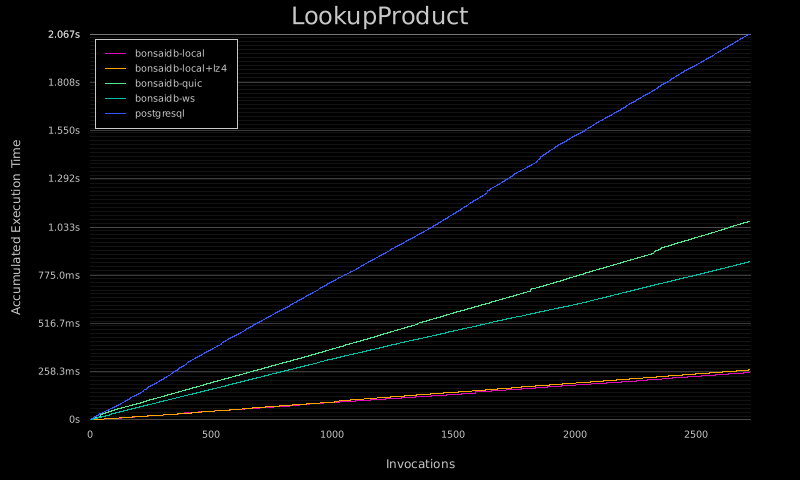 LookupProduct
2.067s
bonsaidb-local
bonsaidb-local+lz4
bonsaidb-quic
bonsaidb-ws
postgresql
1.808s
1.550s
1.292s
1.033s
775.0ms
516.7ms
258.3ms
0s
Accumulated Execution Time
0 500 1000 1500 2000 2500
Invocations